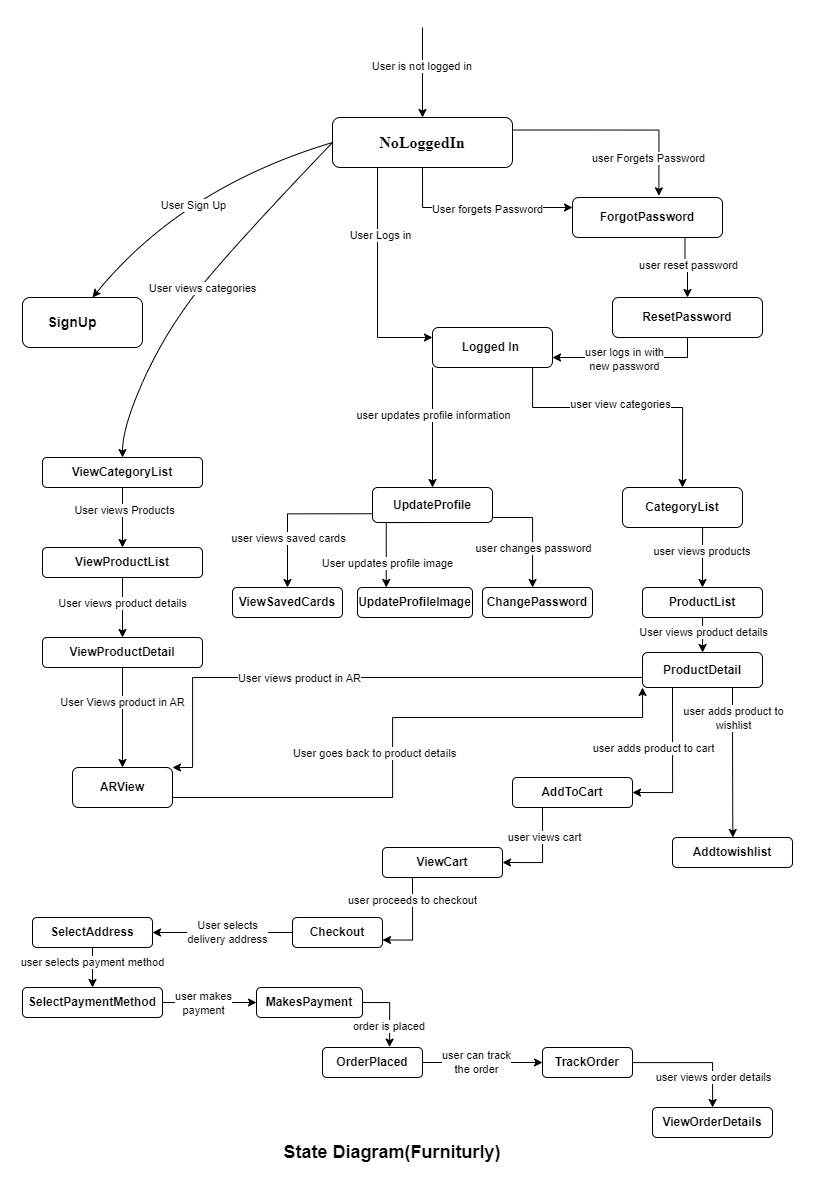 User is not logged in
NoLoggedIn
user Forgets Password
User Sign Up
User forgets Password
ForgotPassword
User Logs in
user reset password
User views categories
SignUp
ResetPassword
Logged In
user logs in with
new password
user view categories
user updates profile information
ViewCategoryList
User views Products
UpdateProfile
CategoryList
user views saved cards
user changes password
user views products
User updates profile image
ViewProductList
User views product details
ViewSavedCards
UpdateProfileImage
ChangePassword
ProductList
User views product details
ViewProductDetail
ProductDetail
User views product in AR
User Views product in AR
user adds product to
wishlist
User goes back to product details
user adds product to cart
ARView
AddToCart
user views cart
Addtowishlist
ViewCart
user proceeds to checkout
SelectAddress
User selects
delivery address
Checkout
user selects payment method
SelectPaymentMethod
user makes
payment
MakesPayment
order is placed
OrderPlaced
user can track
the order
TrackOrder
user views order details
ViewOrderDetails
State Diagram(Furniturly)